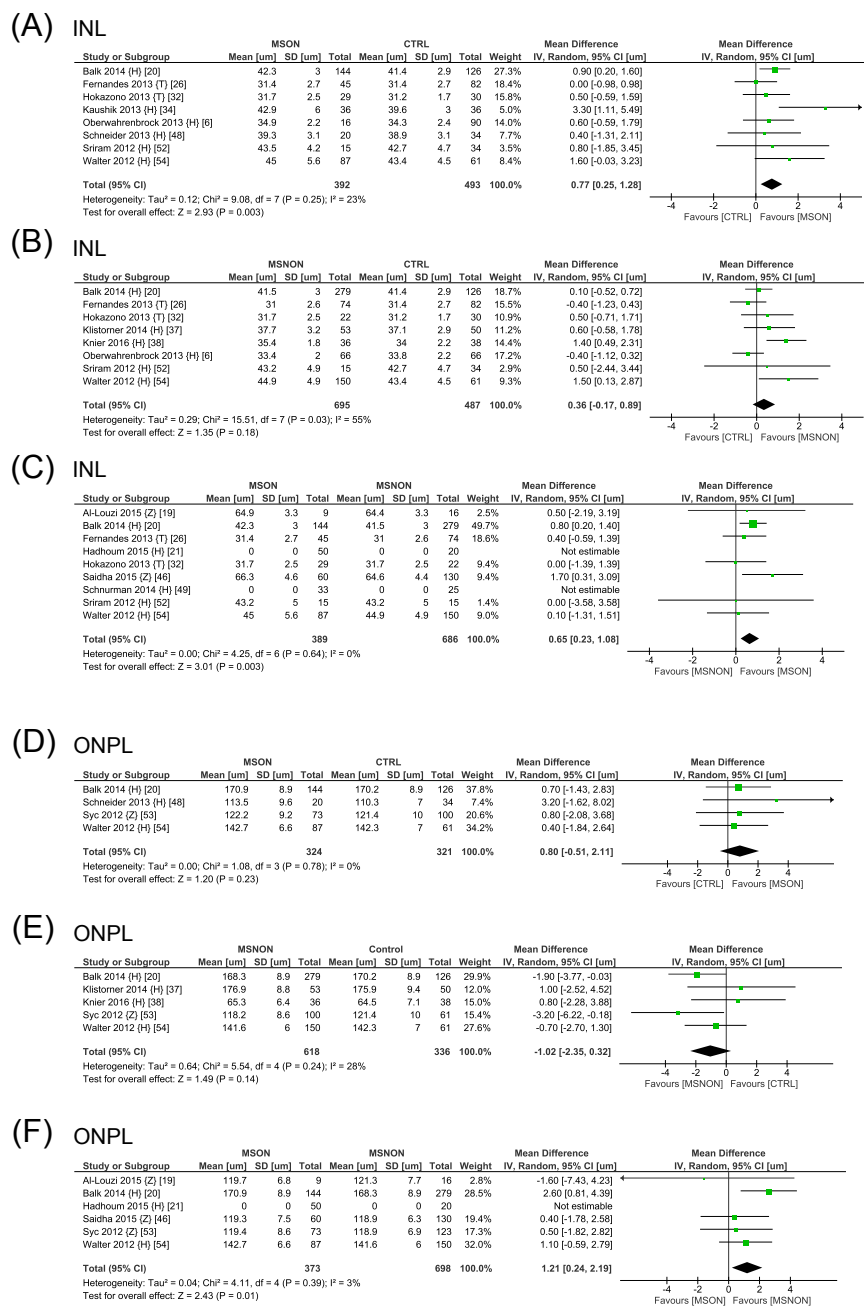 (A) INL
MSON CTRL Mean Difference Mean Difference
Study or Subgroup Mean [um] SD [um] Total Mean [um] SD [um] Total Weight IV, Random, 95% CI [um] IV, Random, 95% CI [um]
Balk 2014 {H} [20] 42.3 3 144 41.4 2.9 126 27.3% 0.90 [0.20, 1.60]
Fernandes 2013 {T} [26] 31.4 2.7 45 31.4 2.7 82 18.4% 0.00 [-0.98, 0.98]
Hokazono 2013 {T} [32] 31.7 2.5 29 31.2 1.7 30 15.4% 0.50 [-0.59, 1.59]
Kaushik 2013 {H} [34] 42.9 6 36 39.6 3 36 5.1% 3.30 [1.11, 5.49]
Oberwahrenbrock 2013 {H} [6] 34.9 2.2 16 34.3 2.4 90 13.7% 0.60 [-0.59, 1.79]
Schneider 2013 {H} [48] 39.3 3.1 20 38.9 3.1 34 7.7% 0.40 [-1.31, 2.11]
Sriram 2012 {H} [52] 43.5 4.2 15 42.7 4.7 34 3.7% 0.80 [-1.85, 3.45]
Walter 2012 {H} [54] 45 5.6 87 43.4 4.5 61 8.4% 1.60 [-0.03, 3.23]
Total (95% CI) 392 493 100.0% 0.77 [0.25, 1.28]
Heterogeneity: Tau² = 0.12; Chi² = 9.08, df = 7 (P = 0.25); I² = 23%
Test for overall effect: Z = 2.93 (P = 0.003)
-4 -2 0 2 4
Favours [CTRL] Favours [MSON]
(B) INL
MSNON CTRL Mean Difference Mean Difference
Study or Subgroup Mean [um] SD [um] Total Mean [um] SD [um] Total Weight IV, Random, 95% CI [um] IV, Random, 95% CI [um]
Balk 2014 {H} [20] 41.5 3 279 41.4 2.9 126 18.7% 0.10 [-0.52, 0.72]
Fernandes 2013 {T} [26] 31 2.6 74 31.4 2.7 82 15.5% -0.40 [-1.23, 0.43]
Hokazono 2013 {T} [32] 31.7 2.5 22 31.2 1.7 30 10.0% 0.50 [-0.71, 1.71]
Klistorner 2014 {H} [37] 37.7 3.2 53 37.1 2.9 50 11.2% 0.60 [-0.58, 1.78]
Knier 2016 {H} [38] 35.4 1.8 36 34 2.2 38 14.5% 1.40 [0.49, 2.31]
Oberwahrenbrock 2013 {H} [6] 33.4 2 66 33.8 2.2 66 17.2% -0.40 [-1.12, 0.32]
Sriram 2012 {H} [52] 43.2 4.9 15 42.7 4.7 34 2.9% 0.50 [-2.44, 3.44]
Walter 2012 {H} [54] 44.9 4.9 150 43.4 4.5 61 9.3% 1.50 [0.13, 2.87]
Total (95% CI) 695 487 100.0% 0.36 [-0.17, 0.89]
Heterogeneity: Tau² = 0.29; Chi² = 15.51, df = 7 (P = 0.03); I² = 55%
Test for overall effect: Z = 1.35 (P = 0.18)
-4 -2 0 2 4
Favours [CTRL] Favours [MSNON]
(C) INL
MSON MSNON Mean Difference Mean Difference
Study or Subgroup Mean [um] SD [um] Total Mean [um] SD [um] Total Weight IV, Random, 95% CI [um] IV, Random, 95% CI [um]
Al-Louzi 2015 {Z} [19] 64.9 3.3 9 64.4 3.3 16 2.5% 0.50 [-2.19, 3.19]
Balk 2014 {H} [20] 42.3 3 144 41.5 3 279 49.7% 0.80 [0.20, 1.40]
Fernandes 2013 {T} [26] 31.4 2.7 45 31 2.6 74 18.6% 0.40 [-0.59, 1.39]
Hadhoum 2015 {H} [21] 0 0 50 0 0 20 Not estimable
Hokazono 2013 {T} [32] 31.7 2.5 29 31.7 2.5 22 9.4% 0.00 [-1.39, 1.39]
Saidha 2015 {Z} [46] 66.3 4.6 60 64.6 4.4 130 9.4% 1.70 [0.31, 3.09]
Schnurman 2014 {H} [49] 0 0 33 0 0 25 Not estimable
Sriram 2012 {H} [52] 43.2 5 15 43.2 5 15 1.4% 0.00 [-3.58, 3.58]
Walter 2012 {H} [54] 45 5.6 87 44.9 4.9 150 9.0% 0.10 [-1.31, 1.51]
Total (95% CI) 389 686 100.0% 0.65 [0.23, 1.08]
Heterogeneity: Tau² = 0.00; Chi² = 4.25, df = 6 (P = 0.64); I² = 0%
Test for overall effect: Z = 3.01 (P = 0.003)
-4 -2 0 2 4
Favours [MSNON] Favours [MSON]
(D) ONPL
MSON CTRL Mean Difference Mean Difference
Study or Subgroup Mean [um] SD [um] Total Mean [um] SD [um] Total Weight IV, Random, 95% CI [um] IV, Random, 95% CI [um]
Balk 2014 {H} [20] 170.9 8.9 144 170.2 8.9 126 37.8% 0.70 [-1.43, 2.83]
Schneider 2013 {H} [48] 113.5 9.6 20 110.3 7 34 7.4% 3.20 [-1.62, 8.02]
Syc 2012 {Z} [53] 122.2 9.2 73 121.4 10 100 20.6% 0.80 [-2.08, 3.68]
Walter 2012 {H} [54] 142.7 6.6 87 142.3 7 61 34.2% 0.40 [-1.84, 2.64]
Total (95% CI) 324 321 100.0% 0.80 [-0.51, 2.11]
Heterogeneity: Tau² = 0.00; Chi² = 1.08, df = 3 (P = 0.78); I² = 0%
Test for overall effect: Z = 1.20 (P = 0.23)
-4 -2 0 2 4
Favours [CTRL] Favours [MSON]
(E) ONPL
MSNON Control Mean Difference Mean Difference
Study or Subgroup Mean [um] SD [um] Total Mean [um] SD [um] Total Weight IV, Random, 95% CI [um] IV, Random, 95% CI [um]
Balk 2014 {H} [20] 168.3 8.9 279 170.2 8.9 126 29.9% -1.90 [-3.77, -0.03]
Klistorner 2014 {H} [37] 176.9 8.8 53 175.9 9.4 50 12.0% 1.00 [-2.52, 4.52]
Knier 2016 {H} [38] 65.3 6.4 36 64.5 7.1 38 14.9% 0.80 [-2.28, 3.88]
Syc 2012 {Z} [53] 118.2 8.6 100 121.4 10 61 15.6% -3.20 [-6.22, -0.18]
Walter 2012 {H} [54] 141.6 6 150 142.3 7 61 27.6% -0.70 [-2.70, 1.30]
Total (95% CI) 618 336 100.0% -1.02 [-2.35, 0.32]
Heterogeneity: Tau² = 0.64; Chi² = 5.54, df = 4 (P = 0.24); I² = 28%
Test for overall effect: Z = 1.49 (P = 0.14)
-4 -2 0 2 4
Favours [MSNON] Favours [CTRL]
(F) ONPL
MSON MSNON Mean Difference Mean Difference
Study or Subgroup Mean [um] SD [um] Total Mean [um] SD [um] Total Weight IV, Random, 95% CI [um] IV, Random, 95% CI [um]
Al-Louzi 2015 {Z} [19] 119.7 6.8 9 121.3 7.7 16 2.8% -1.60 [-7.43, 4.23]
Balk 2014 {H} [20] 170.9 8.9 144 168.3 8.9 279 28.5% 2.60 [0.81, 4.39]
Hadhoum 2015 {H} [21] 0 0 50 0 0 20 Not estimable
Saidha 2015 {Z} [46] 119.3 7.5 60 118.9 6.3 130 19.4% 0.40 [-1.78, 2.58]
Syc 2012 {Z} [53] 119.4 8.6 73 118.9 6.9 123 17.2% 0.50 [-1.82, 2.82]
Walter 2012 {H} [54] 142.7 6.6 87 141.6 6 150 32.0% 1.10 [-0.59, 2.79]
Total (95% CI) 373 698 100.0% 1.21 [0.24, 2.19]
Heterogeneity: Tau² = 0.04; Chi² = 4.11, df = 4 (P = 0.39); I² = 3%
Test for overall effect: Z = 2.43 (P = 0.01)
-4 -2 0 2 4
Favours [MSON] Favours [MSNON]